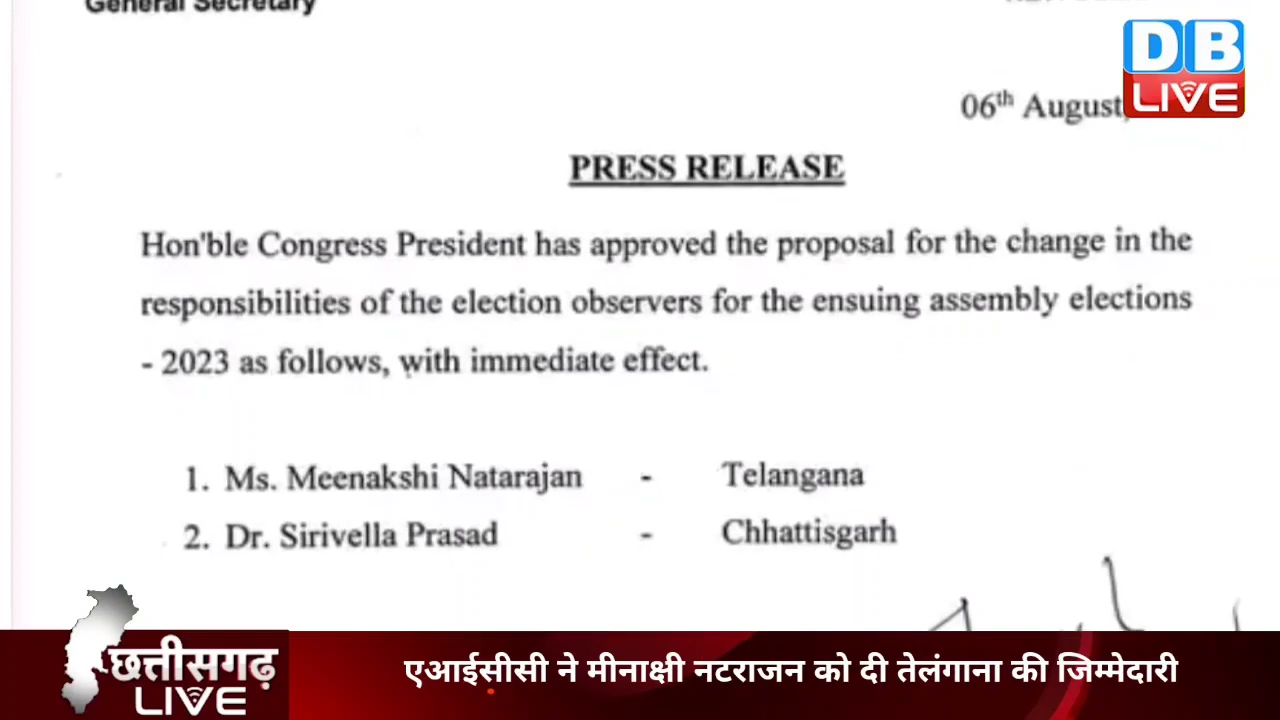 General Secretary
DB
LIVE
06th August,
PRESS RELEASE
Hon'ble Congress President has approved the proposal for the change in the
responsibilities of the election observers for the ensuing assembly elections
- 2023 as follows, with immediate effect.
1. Ms. Meenakshi Natarajan - Telangana
2. Dr. Sirivella Prasad - Chhattisgarh
छत्तीसगढ़
LIVE
एआईसीसी ने मीनाक्षी नटराजन को दी तेलंगाना की जिम्मेदारी